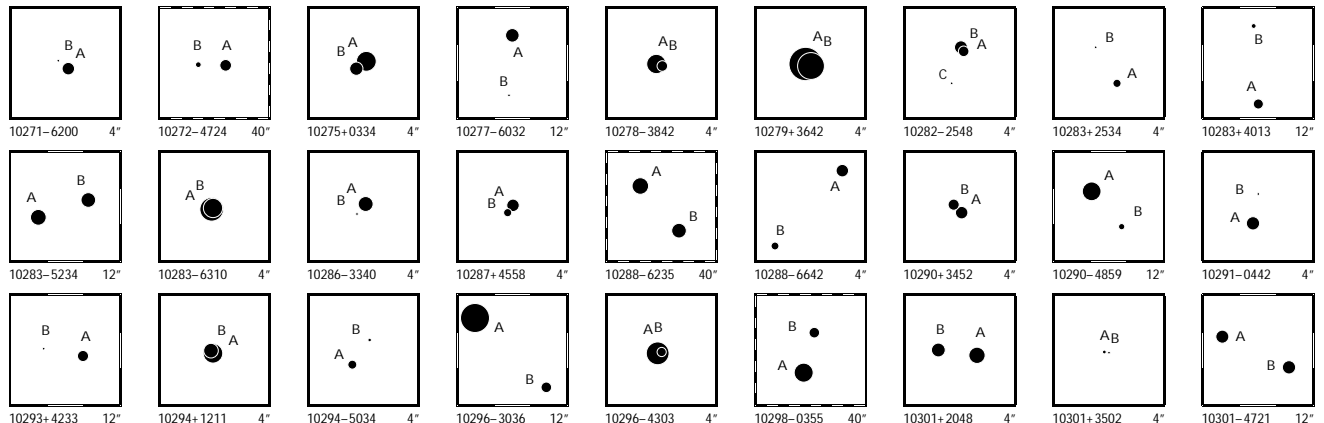 B A
B A
B A
A B
A B
A B
B A C
B A
B A
10271–6200 4″ 10272–4724 40″ 10275+0334 4″ 10277–6032 12″ 10278–3842 4″ 10279+3642 4″ 10282–2548 4″ 10283+2534 4″ 10283+4013 12″
A B
B A
A B
A B
A B
A B
B A
A B
B A
10283–5234 12″ 10283–6310 4″ 10286–3340 4″ 10287+4558 4″ 10288–6235 40″ 10288–6642 4″ 10290+3452 4″ 10290–4859 12″ 10291–0442 4″
B A
B A
B A
A B
A B
B A
B A
A B
A B
10293+4233 12″ 10294+1211 4″ 10294–5034 4″ 10296–3036 12″ 10296–4303 4″ 10298–0355 40″ 10301+2048 4″ 10301+3502 4″ 10301–4721 12″